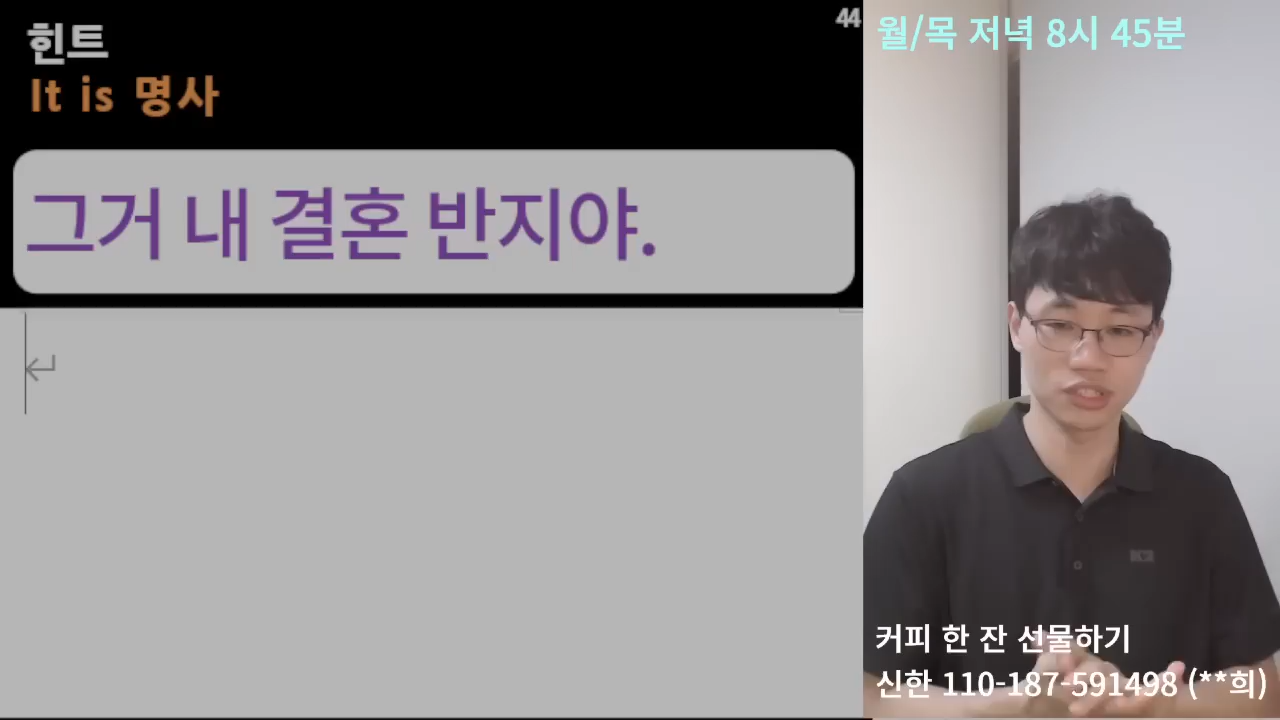 힌트
It is 명사
44
그거 내 결혼 반지야.
월/목 저녁 8시 45분
커피 한 잔 선물하기
신한 110-187-591498 (**희)